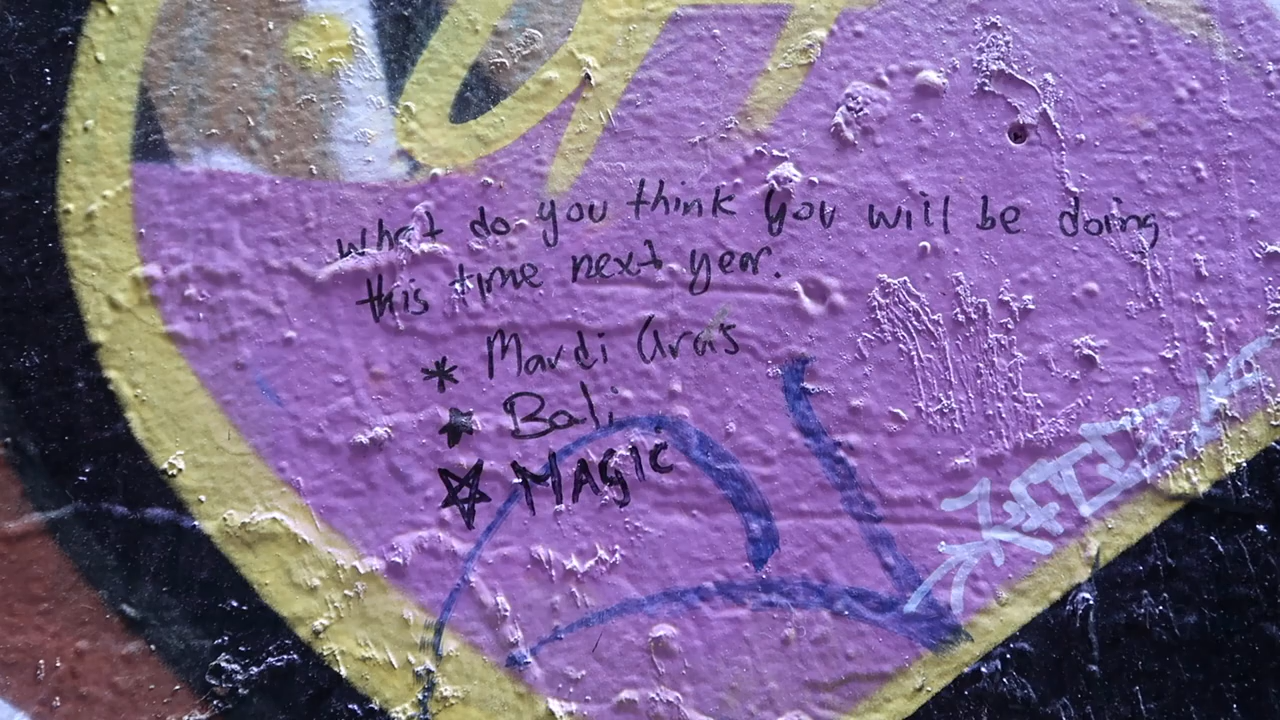 what do you think you will be doing
this time next year.
* Mardi Gras
★ Bali
☆ MAGIC